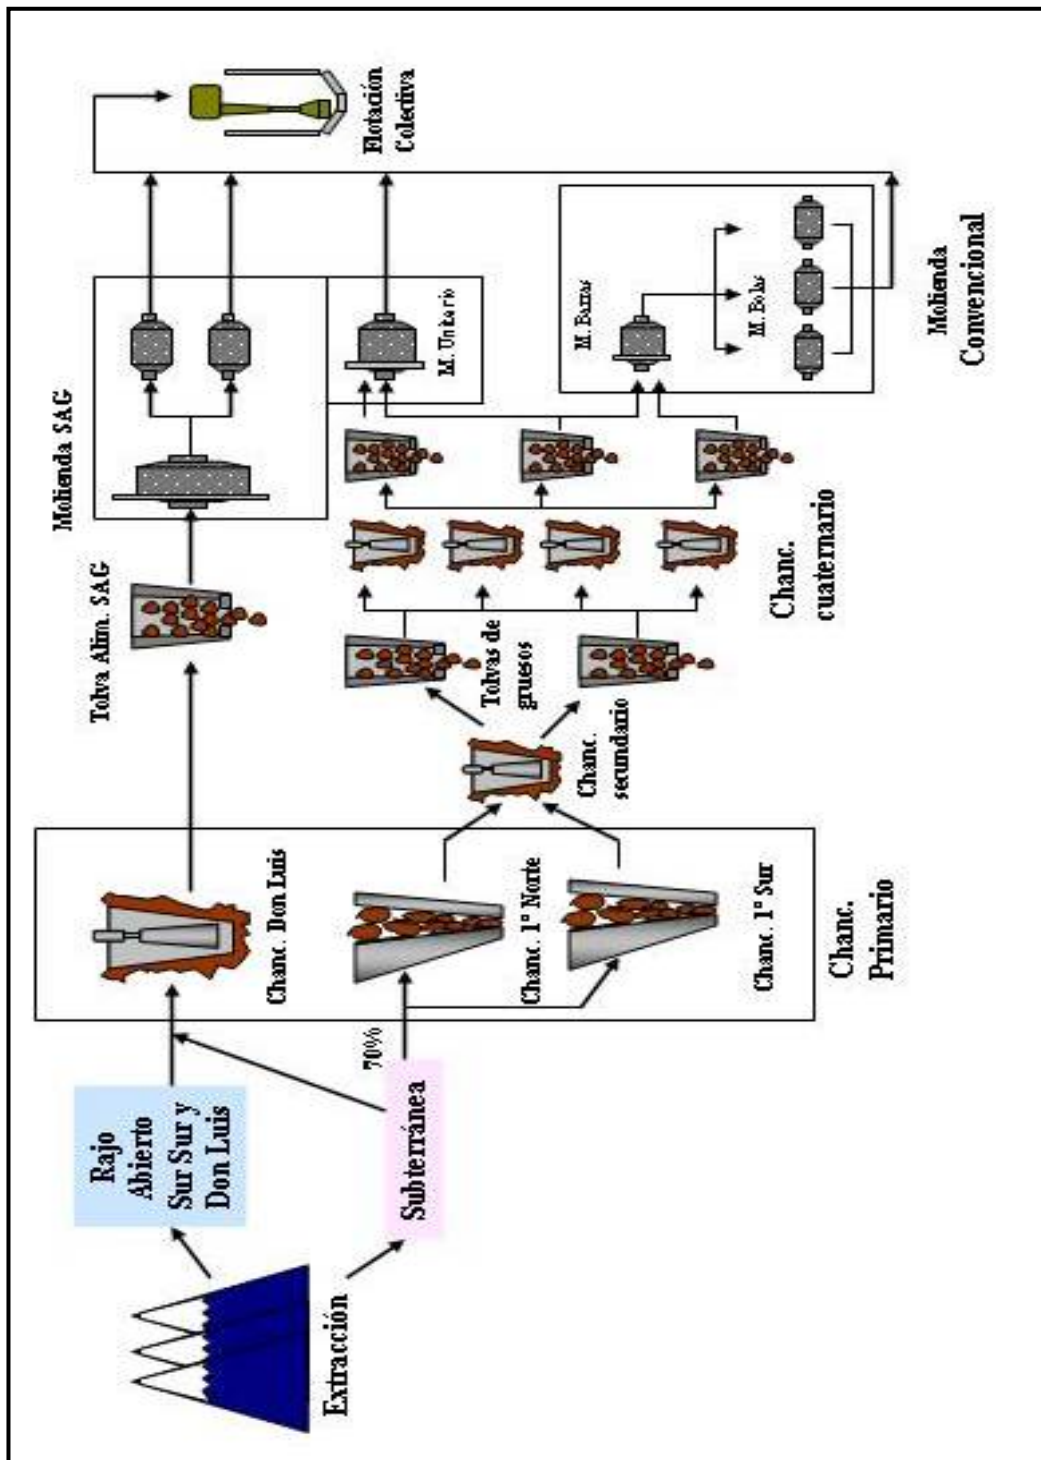 Extracción
Rajo
Abierto
Sur Sur y
Don Luis
Subterránea
70%
Chanc. Don Luis
Chanc. 1° Norte
Chanc. 1° Sur
Chanc.
Primario
Chanc.
secundario
Tolva Alim. SAG
Tolvas de
gruesos
Chanc.
cuaternario
Molienda SAG
M. Unitario
M. Barras
M. Bolas
Molienda
Convencional
Flotación
Colectiva